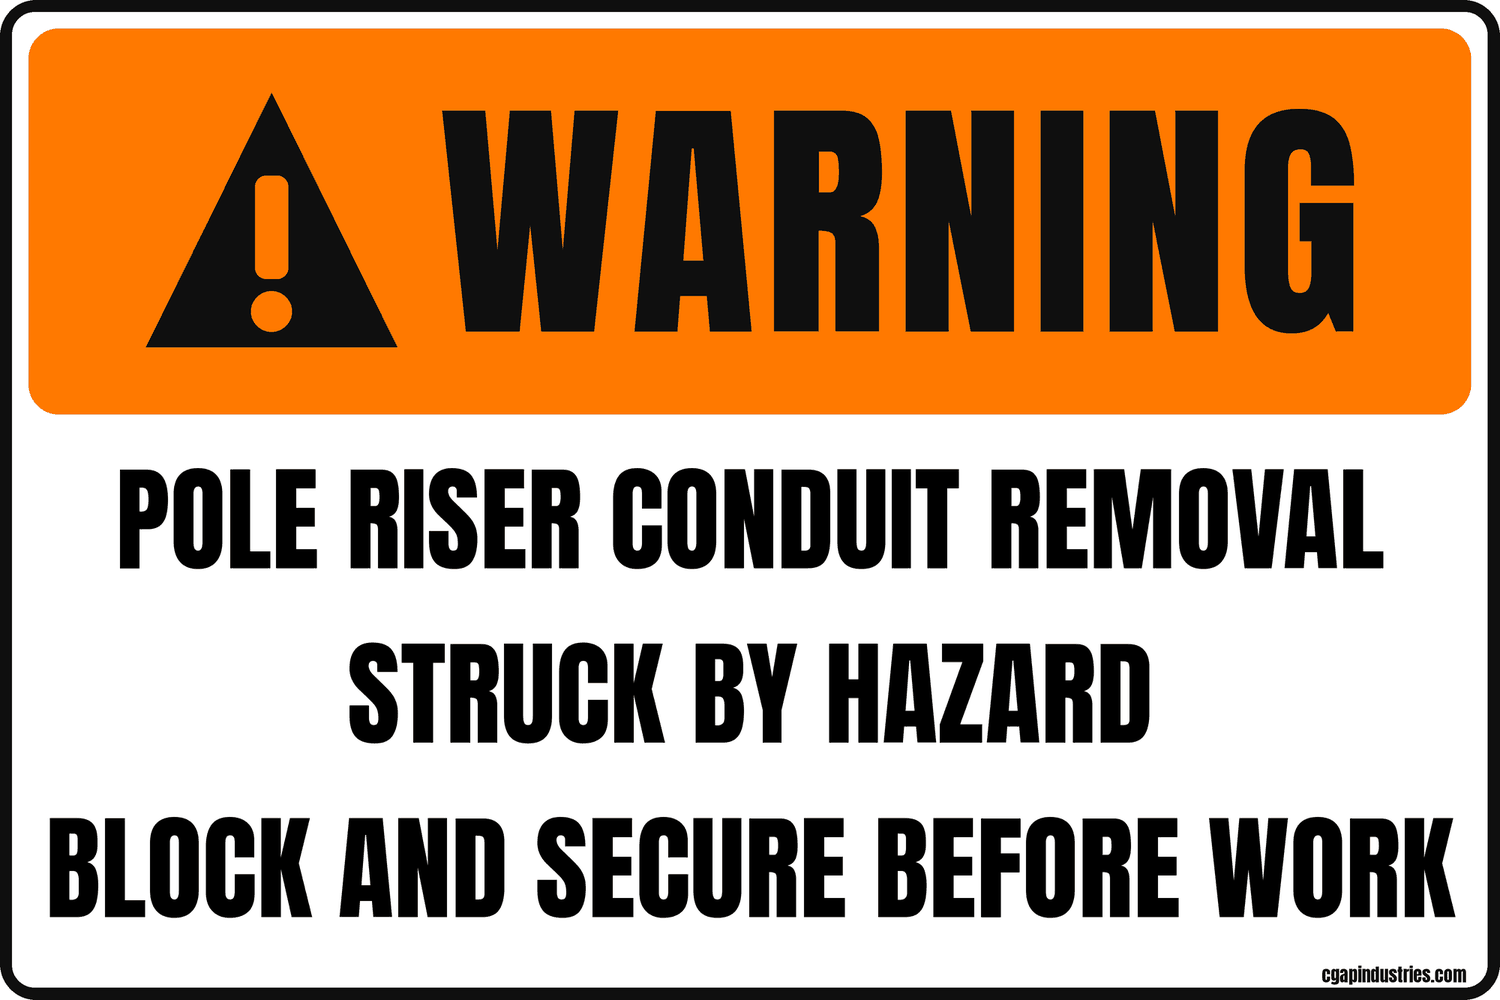 WARNING
POLE RISER CONDUIT REMOVAL
STRUCK BY HAZARD
BLOCK AND SECURE BEFORE WORK
cgapindustries.com